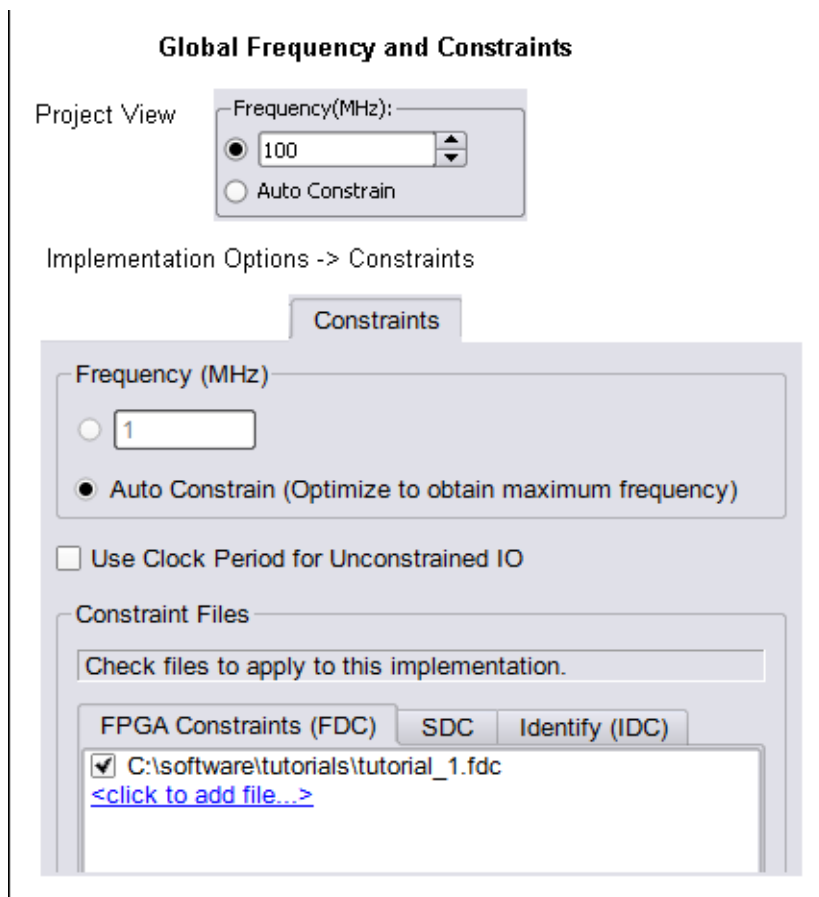 Global Frequency and Constraints
Project View
Frequency(MHz):
100
Auto Constrain
Implementation Options -> Constraints
Constraints
Frequency (MHz)
1
Auto Constrain (Optimize to obtain maximum frequency)
Use Clock Period for Unconstrained IO
Constraint Files
Check files to apply to this implementation.
FPGA Constraints (FDC) SDC Identify (IDC)
C:\software\tutorials\tutorial_1.fdc
<click to add file...>